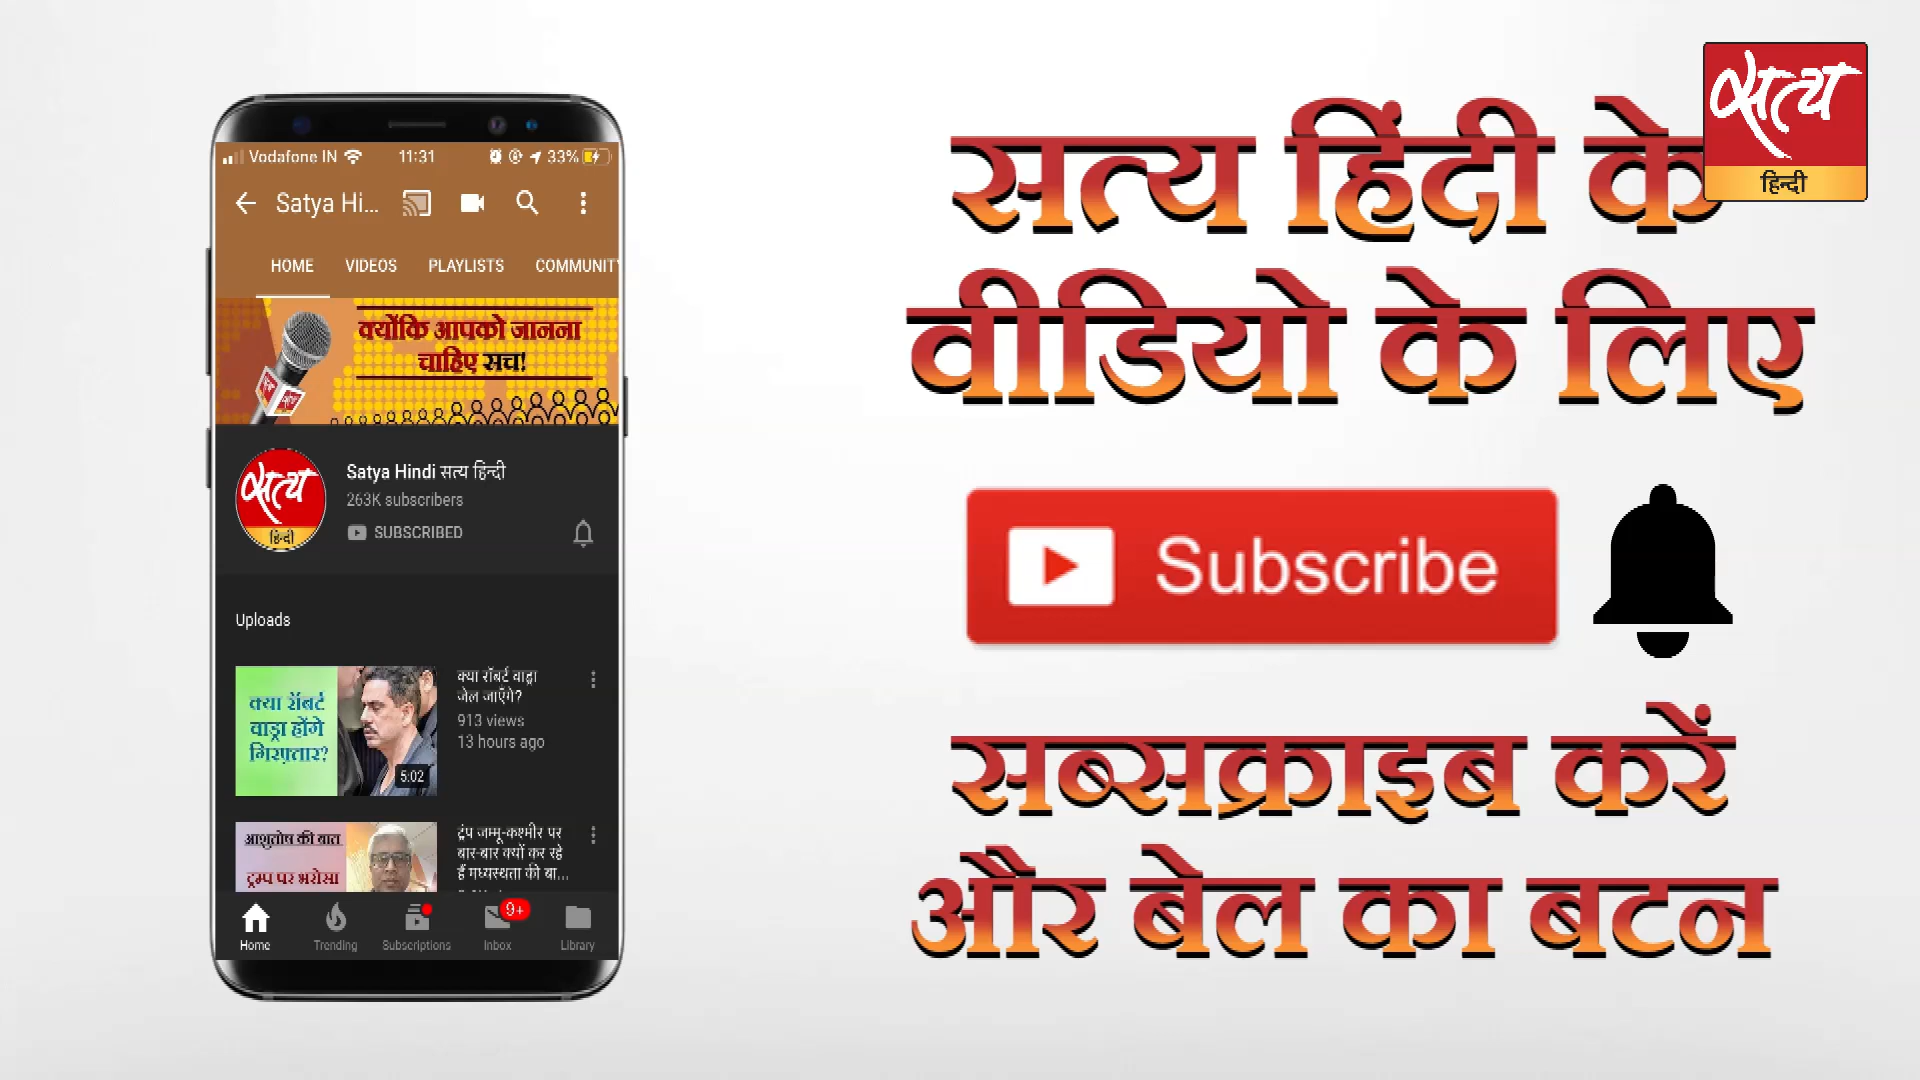 Vodafone IN 11:31 33%
Satya Hi...
HOME VIDEOS PLAYLISTS COMMUNITY
क्योंकि आपको जानना
चाहिए सच!
सत्य
हिन्दी
Satya Hindi सत्य हिन्दी
263K subscribers
SUBSCRIBED
Uploads
क्या रॉबर्ट
वाड्रा होंगे
गिरफ़्तार?
5:02
क्या रॉबर्ट वाड्रा
जेल जाएँगे?
913 views
13 hours ago
आशुतोष की बात
ट्रम्प पर भरोसा
ट्रंप जम्मू-कश्मीर पर
बार-बार क्यों कर रहे
हैं मध्यस्थता की बा...
9+
Home Trending Subscriptions Inbox Library
सत्य हिंदी के
वीडियो के लिए
Subscribe
सब्सक्राइब करें
और बेल का बटन
सत्य
हिन्दी